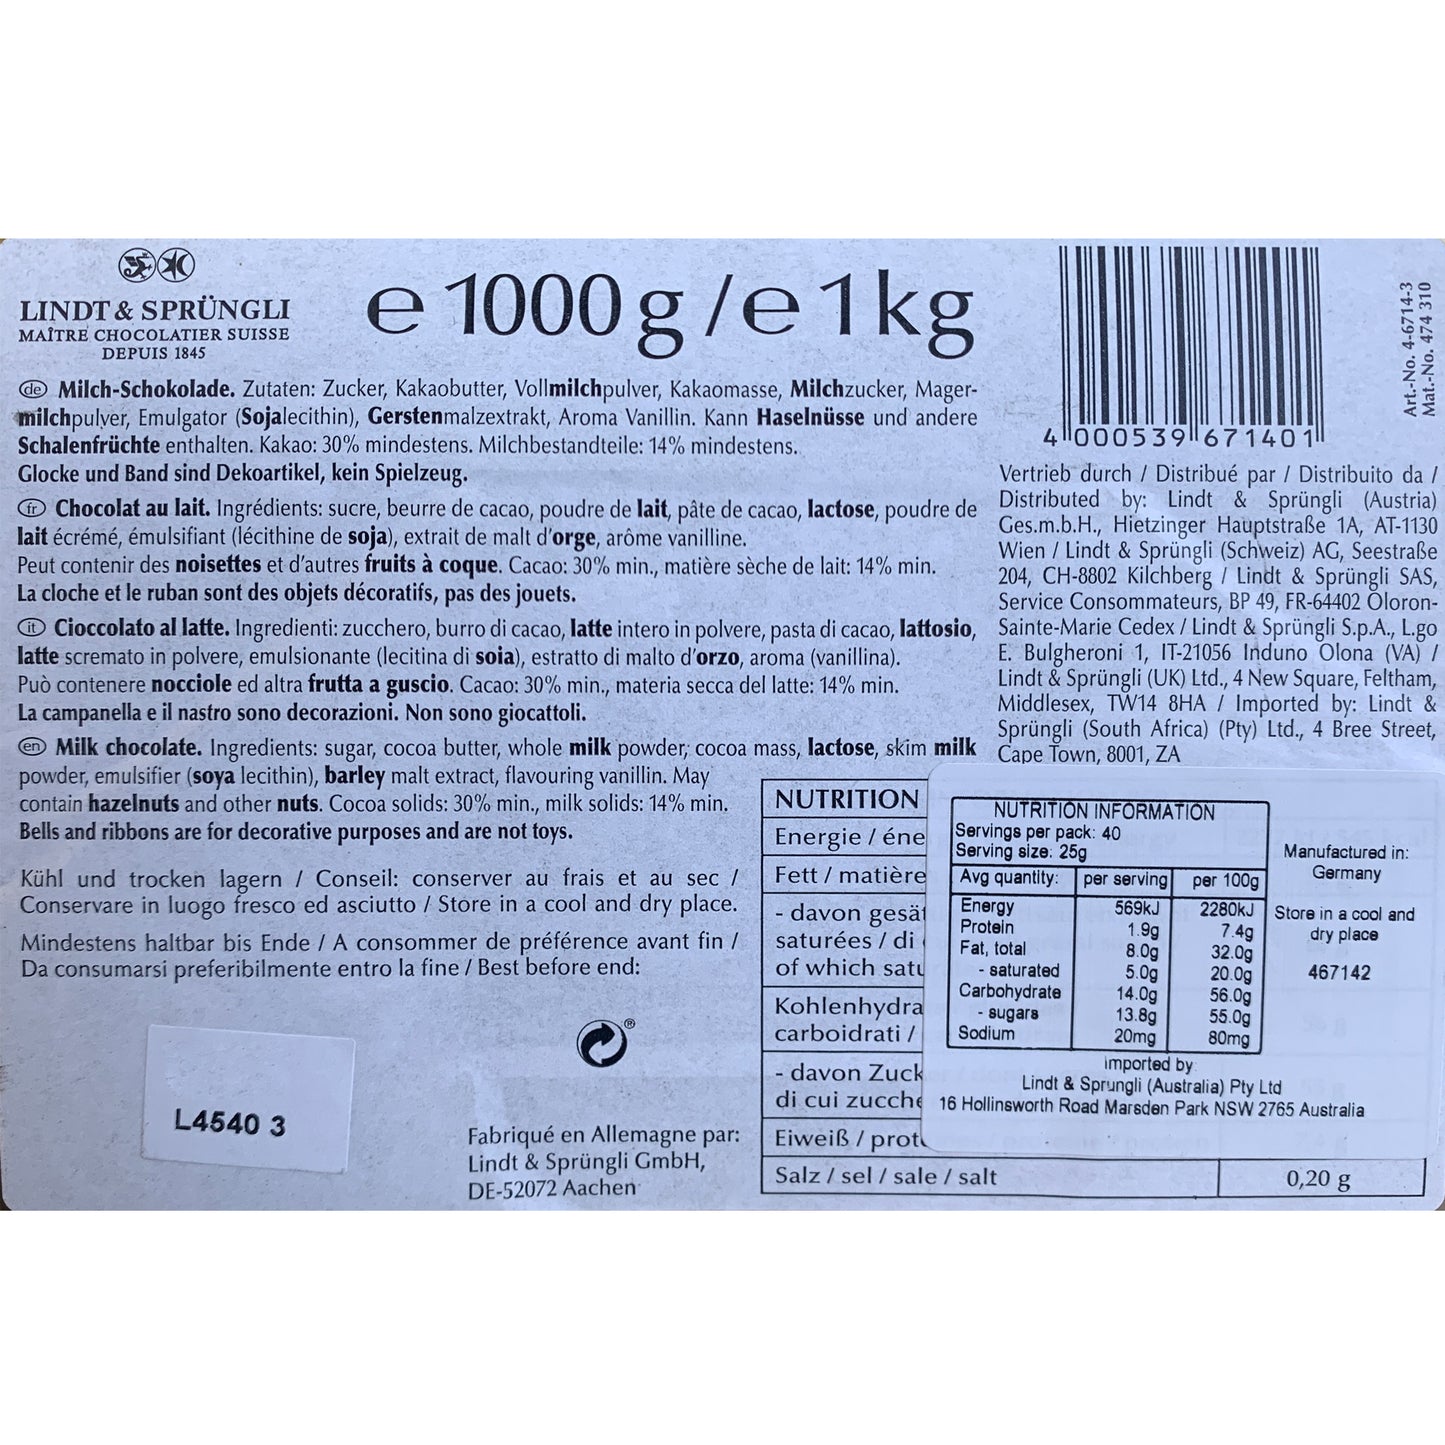 LINDT & SPRÜNGLI
MAÎTRE CHOCOLATIER SUISSE
DEPUIS 1845
e 1000 g / e 1 kg
de Milch-Schokolade. Zutaten: Zucker, Kakaobutter, Vollmilchpulver, Kakaomasse, Milchzucker, Mager-
milchpulver, Emulgator (Sojalecithin), Gerstenmalzextrakt, Aroma Vanillin. Kann Haselnüsse und andere
Schalenfrüchte enthalten. Kakao: 30% mindestens. Milchbestandteile: 14% mindestens.
Glocke und Band sind Dekoartikel, kein Spielzeug.
fr Chocolat au lait. Ingrédients: sucre, beurre de cacao, poudre de lait, pâte de cacao, lactose, poudre de
lait écrémé, émulsifiant (lécithine de soja), extrait de malt d'orge, arôme vanilline.
Peut contenir des noisettes et d'autres fruits à coque. Cacao: 30% min., matière sèche de lait: 14% min.
La cloche et le ruban sont des objets décoratifs, pas des jouets.
it Cioccolato al latte. Ingredienti: zucchero, burro di cacao, latte intero in polvere, pasta di cacao, lattosio,
latte scremato in polvere, emulsionante (lecitina di soia), estratto di malto d'orzo, aroma (vanillina).
Può contenere nocciole ed altra frutta a guscio. Cacao: 30% min., materia secca del latte: 14% min.
La campanella e il nastro sono decorazioni. Non sono giocattoli.
en Milk chocolate. Ingredients: sugar, cocoa butter, whole milk powder, cocoa mass, lactose, skim milk
powder, emulsifier (soya lecithin), barley malt extract, flavouring vanillin. May
contain hazelnuts and other nuts. Cocoa solids: 30% min., milk solids: 14% min.
Bells and ribbons are for decorative purposes and are not toys.
Kühl und trocken lagern / Conseil: conserver au frais et au sec /
Conservare in luogo fresco ed asciutto / Store in a cool and dry place.
Mindestens haltbar bis Ende / A consommer de préférence avant fin /
Da consumarsi preferibilmente entro la fine / Best before end:
L4540 3
®
Fabriqué en Allemagne par:
Lindt & Sprüngli GmbH,
DE-52072 Aachen
4 000539 671401
Art.-No. 4-6714-3
Mat.-No. 474 310
Vertrieb durch / Distribué par / Distribuito da /
Distributed by: Lindt & Sprüngli (Austria)
Ges.m.b.H., Hietzinger Hauptstraße 1A, AT-1130
Wien / Lindt & Sprüngli (Schweiz) AG, Seestraße
204, CH-8802 Kilchberg / Lindt & Sprüngli SAS,
Service Consommateurs, BP 49, FR-64402 Oloron-
Sainte-Marie Cedex / Lindt & Sprüngli S.p.A., L.go
E. Bulgheroni 1, IT-21056 Induno Olona (VA) /
Lindt & Sprüngli (UK) Ltd., 4 New Square, Feltham,
Middlesex, TW14 8HA / Imported by: Lindt &
Sprüngli (South Africa) (Pty) Ltd., 4 Bree Street,
Cape Town, 8001, ZA
NUTRITION
Energie / éne
Fett / matière
- davon gesät
saturées / di
of which satu
Kohlenhydra
carboidrati /
- davon Zuck
di cui zucche
Eiweiß / prot
Salz / sel / sale / salt 0,20 g
NUTRITION INFORMATION
Servings per pack: 40
Serving size: 25g
Avg quantity: per serving per 100g
Energy 569kJ 2280kJ
Protein 1.9g 7.4g
Fat, total 8.0g 32.0g
- saturated 5.0g 20.0g
Carbohydrate 14.0g 56.0g
- sugars 13.8g 55.0g
Sodium 20mg 80mg
Manufactured in:
Germany
Store in a cool and
dry place
467142
imported by
Lindt & Sprungli (Australia) Pty Ltd
16 Hollinsworth Road Marsden Park NSW 2765 Australia